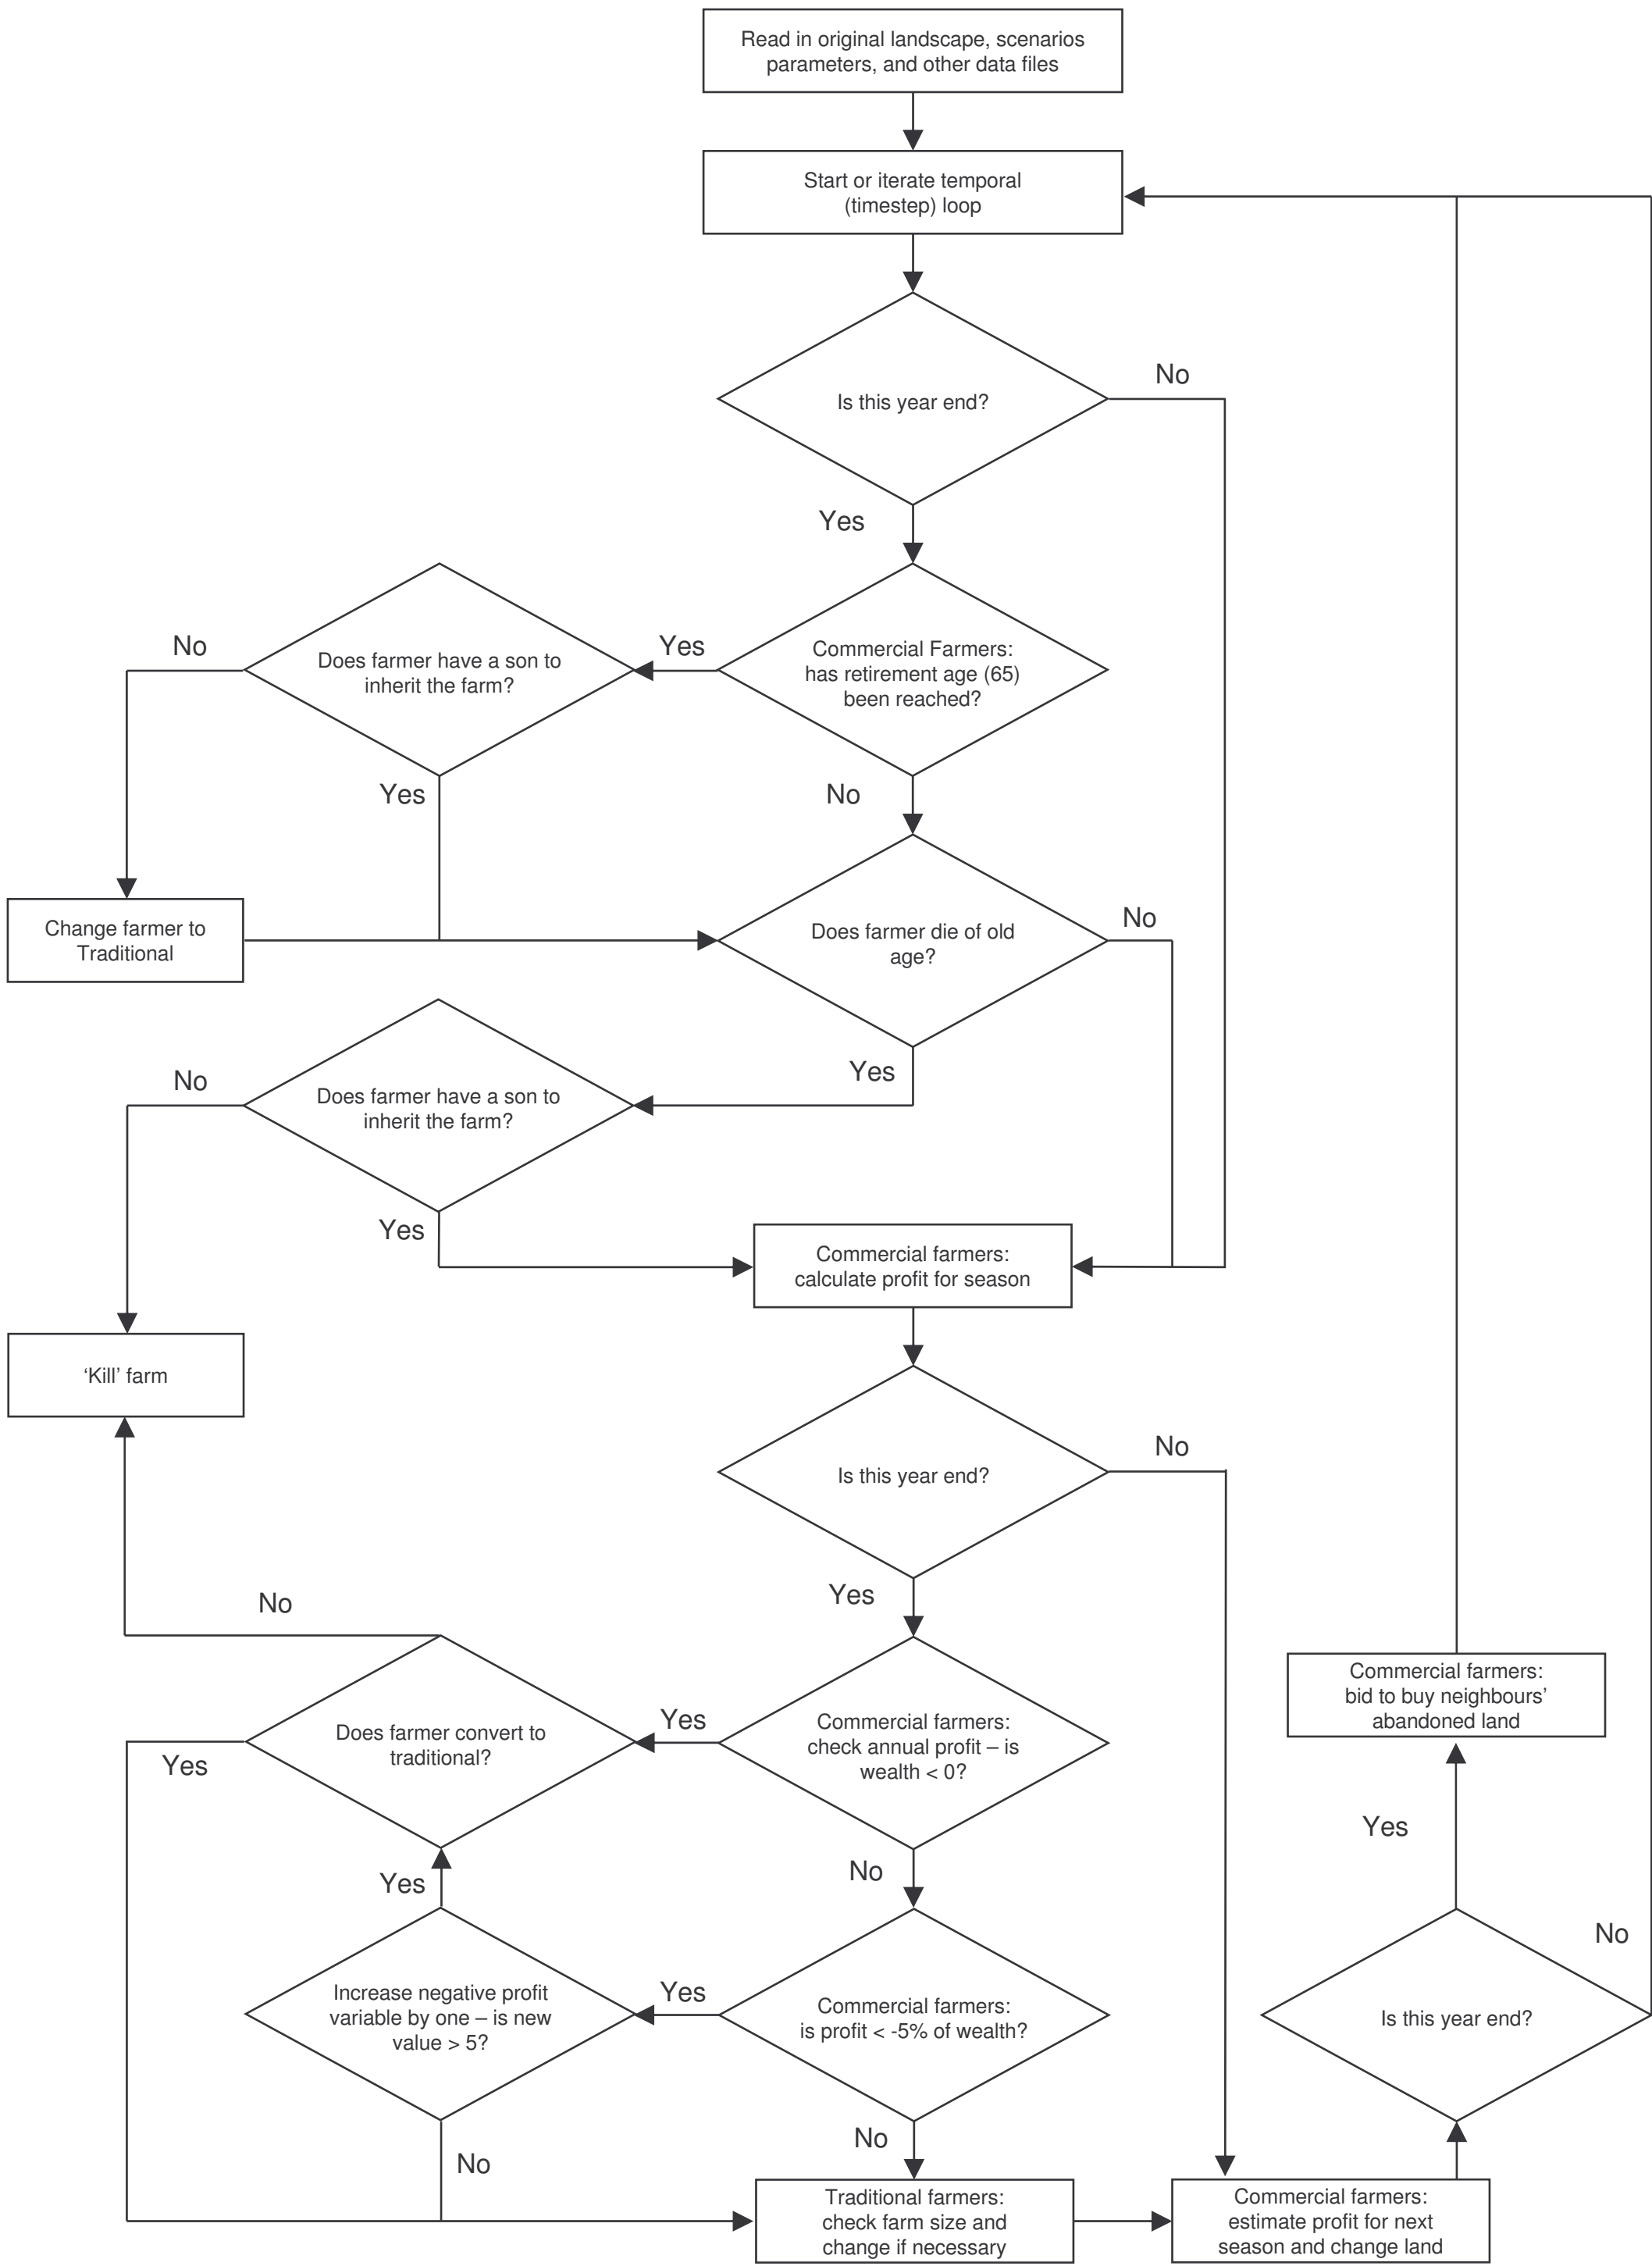 Read in original landscape, scenarios
parameters, and other data files
Start or iterate temporal
(timestep) loop
Is this year end?
No
Yes
Commercial Farmers:
has retirement age (65)
been reached?
Yes
Does farmer have a son to
inherit the farm?
No
Yes
No
Change farmer to
Traditional
Does farmer die of old
age?
No
Yes
Does farmer have a son to
inherit the farm?
No
Yes
Commercial farmers:
calculate profit for season
‘Kill’ farm
Is this year end?
No
Yes
No
Does farmer convert to
traditional?
Yes
Yes
Commercial farmers:
check annual profit – is
wealth < 0?
Commercial farmers:
bid to buy neighbours’
abandoned land
Yes
No
Yes
Increase negative profit
variable by one – is new
value > 5?
Yes
Commercial farmers:
is profit < -5% of wealth?
Is this year end?
No
No
No
Traditional farmers:
check farm size and
change if necessary
Commercial farmers:
estimate profit for next
season and change land